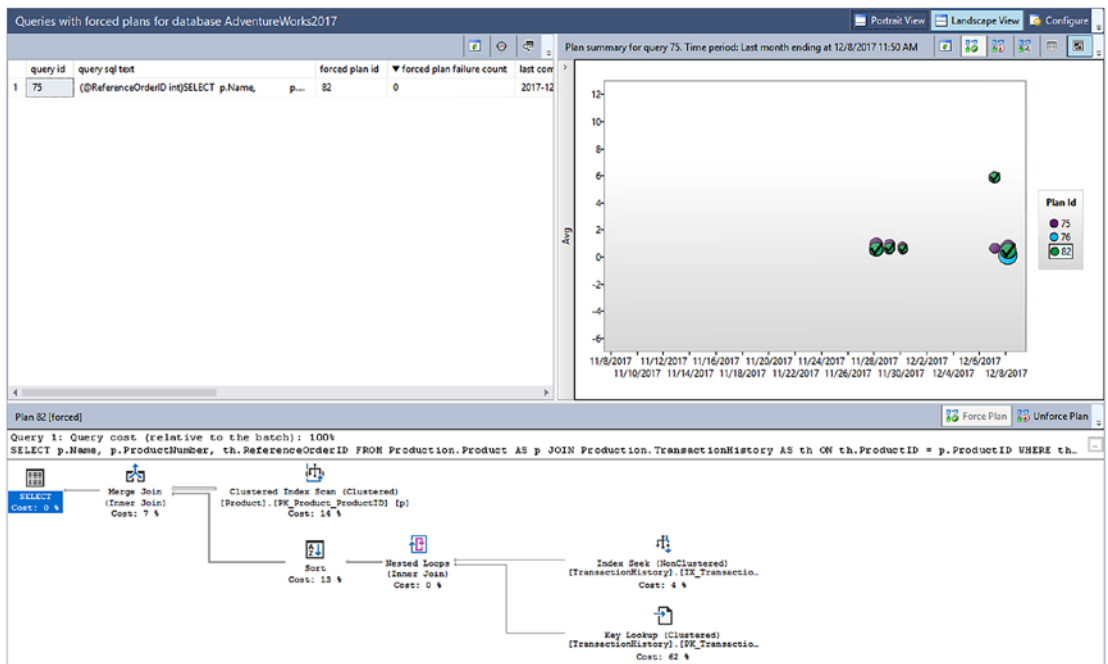 Queries with forced plans for database AdventureWorks2017
Portrait View Landscape View Configure
Plan summary for query 75. Time period: Last month ending at 12/8/2017 11:50 AM
query id query sql text forced plan id ▼ forced plan failure count last com
1 75 (@ReferenceOrderID int)SELECT p.Name, p.... 82 0 2017-12
12
10
8
6
4
2
0
-2
-4
-6
Avg
11/8/2017 11/12/2017 11/16/2017 11/20/2017 11/24/2017 11/28/2017 12/2/2017 12/6/2017
11/10/2017 11/14/2017 11/18/2017 11/22/2017 11/26/2017 11/30/2017 12/4/2017 12/8/2017
Plan Id
75
76
82
Plan 82 [forced]
Force Plan Unforce Plan
Query 1: Query cost (relative to the batch): 100%
SELECT p.Name, p.ProductNumber, th.ReferenceOrderID FROM Production.Product AS p JOIN Production.TransactionHistory AS th ON th.ProductID = p.ProductID WHERE th…
SELECT
Cost: 0 %
Merge Join
(Inner Join)
Cost: 7 %
Clustered Index Scan (Clustered)
[Product].[PK_Product_ProductID] [p]
Cost: 14 %
Sort
Cost: 13 %
Nested Loops
(Inner Join)
Cost: 0 %
Index Seek (NonClustered)
[TransactionHistory].[IX_Transactio…
Cost: 4 %
Key Lookup (Clustered)
[TransactionHistory].[PK_Transactio…
Cost: 62 %